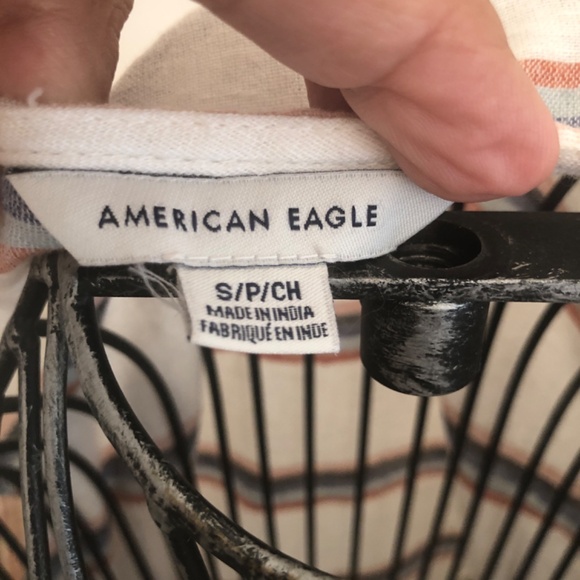 AMERICAN EAGLE
S/P/CH
MADE IN INDIA
FABRIQUÉ EN INDE